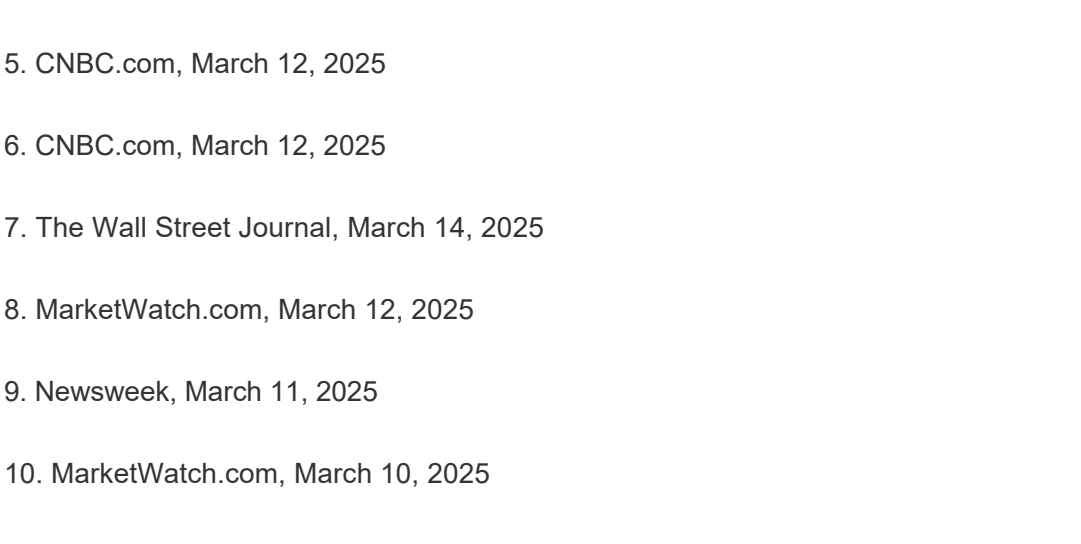 5. CNBC.com, March 12, 2025
6. CNBC.com, March 12, 2025
7. The Wall Street Journal, March 14, 2025
8. MarketWatch.com, March 12, 2025
9. Newsweek, March 11, 2025
10. MarketWatch.com, March 10, 2025